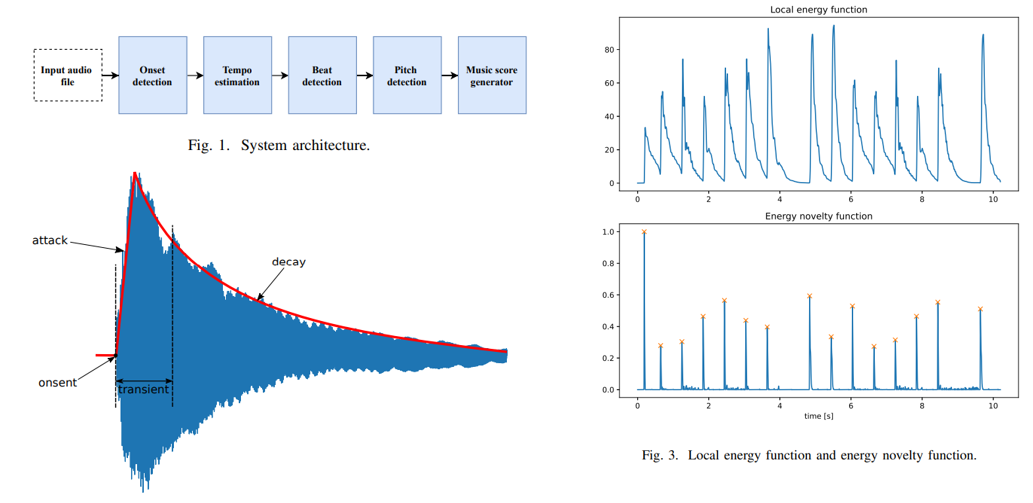 Input audio
file
Onset
detection
Tempo
estimation
Beat
detection
Pitch
detection
Music score
generator
Fig. 1. System architecture.
attack
decay
onsent
transient
Local energy function
80
60
40
20
0
0 2 4 6 8 10
Energy novelty function
1.0
0.8
0.6
0.4
0.2
0.0
0 2 4 6 8 10
time [s]
Fig. 3. Local energy function and energy novelty function.